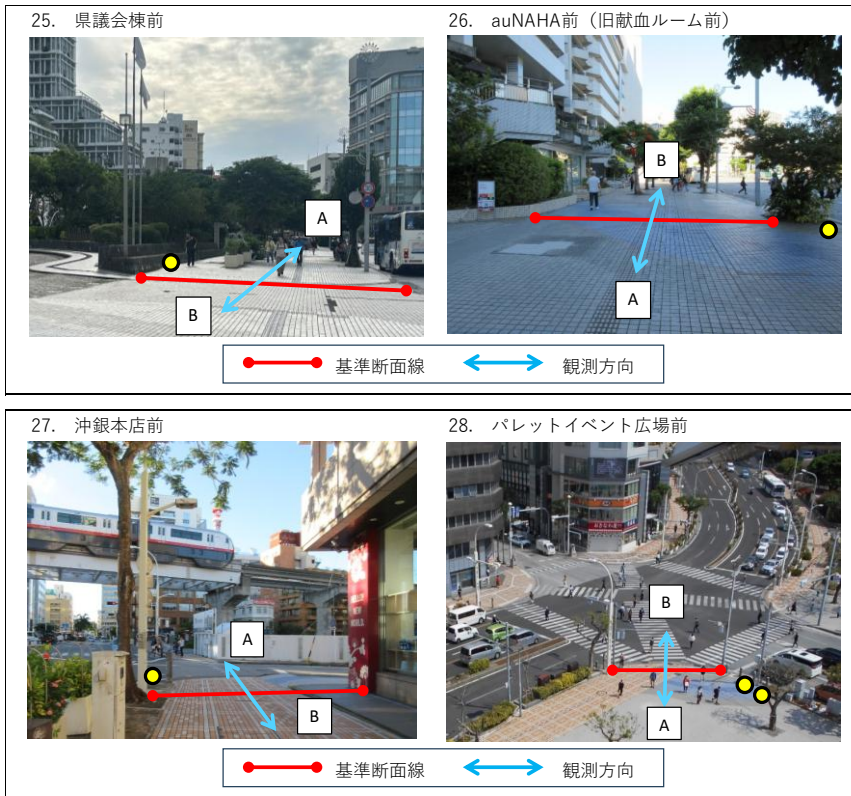 25. 県議会棟前
26. auNAHA前（旧献血ルーム前）
A
B
B
A
基準断面線 観測方向
27. 沖銀本店前
28. パレットイベント広場前
A
B
B
A
基準断面線 観測方向